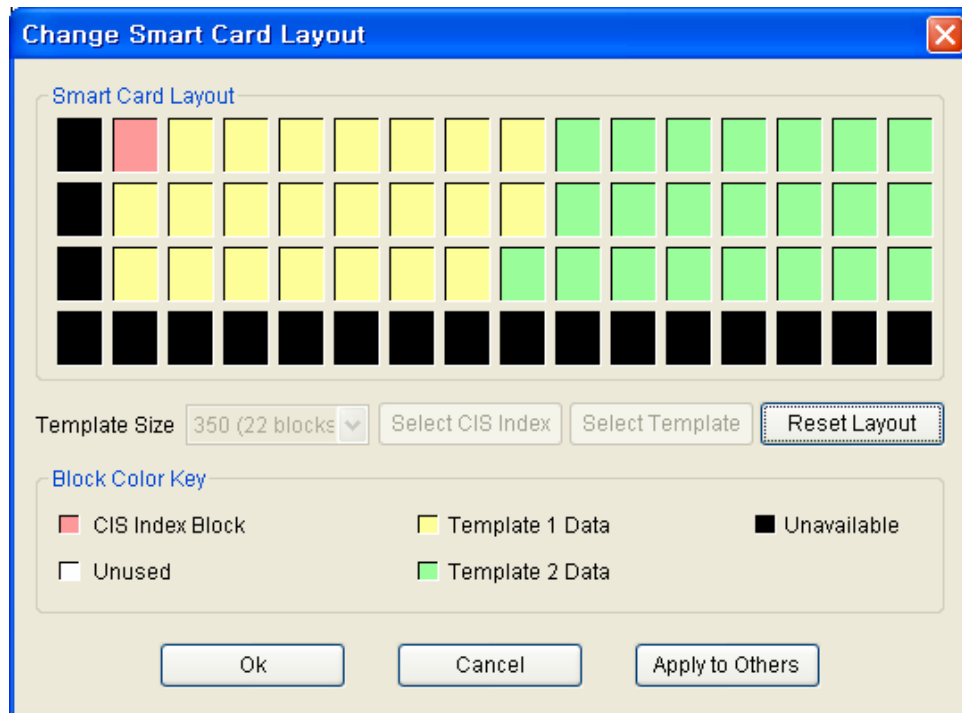 Change Smart Card Layout
Smart Card Layout
Template Size 350 (22 blocks Select CIS Index Select Template Reset Layout
Block Color Key
CIS Index Block Template 1 Data Unavailable
Unused Template 2 Data
Ok Cancel Apply to Others